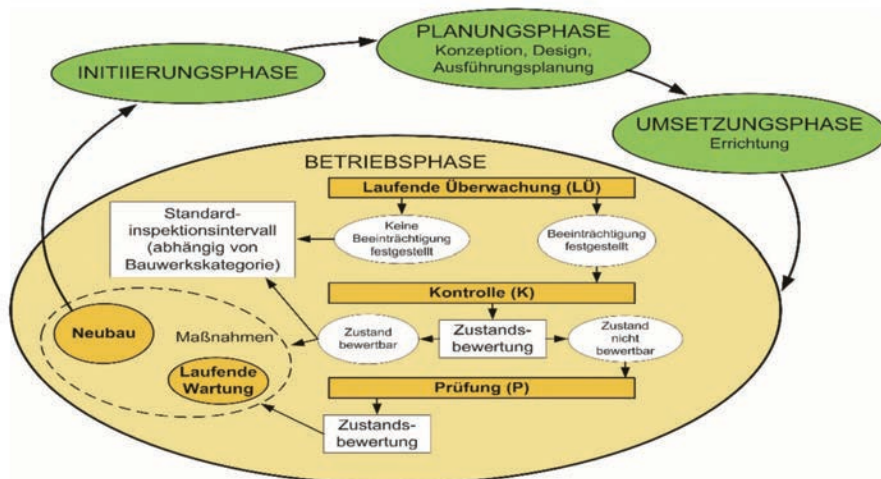 PLANUNGSPHASE
Konzeption, Design,
Ausführungsplanung
INITIIERUNGSPHASE
UMSETZUNGSPHASE
Errichtung
BETRIEBSPHASE
Laufende Überwachung (LÜ)
Standard-
inspektionsintervall
(abhängig von
Bauwerkskategorie)
Keine
Beeinträchtigung
festgestellt
Beeinträchtigung
festgestellt
Kontrolle (K)
Neubau
Maßnahmen
Zustand
bewertbar
Zustands-
bewertung
Zustand
nicht
bewertbar
Laufende
Wartung
Prüfung (P)
Zustands-
bewertung